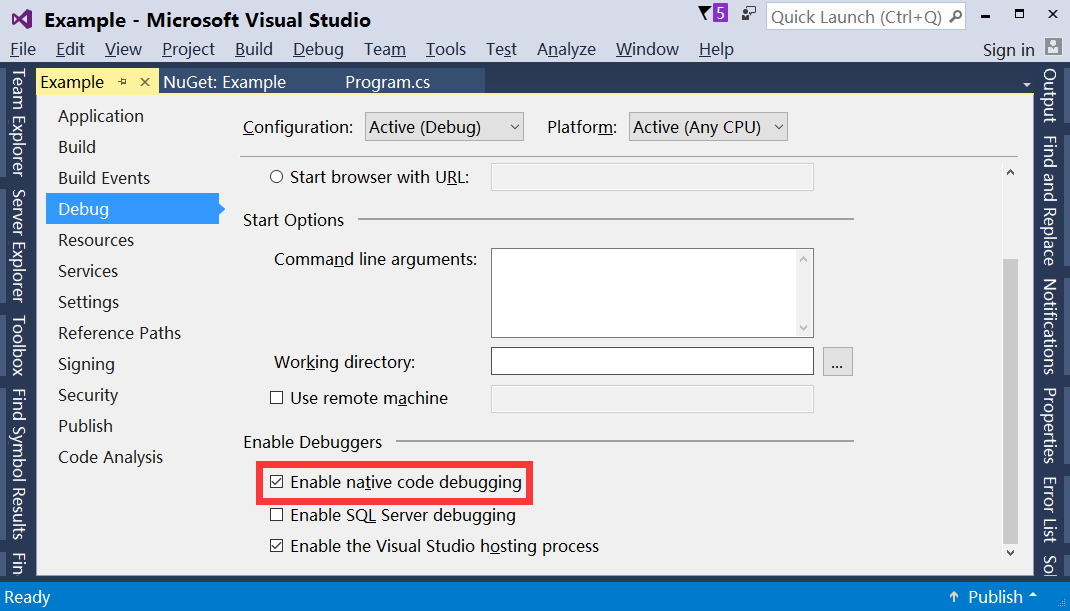 Example - Microsoft Visual Studio
5
Quick Launch (Ctrl+Q)
File Edit View Project Build Debug Team Tools Test Analyze Window Help
Sign in
Example
NuGet: Example
Program.cs
Team Explorer
Server Explorer
Toolbox
Find Symbol Results
Fin
Application
Build
Build Events
Debug
Resources
Services
Settings
Reference Paths
Signing
Security
Publish
Code Analysis
Configuration: Active (Debug) Platform: Active (Any CPU)
Start browser with URL:
Start Options
Command line arguments:
Working directory:
...
Use remote machine
Enable Debuggers
Enable native code debugging
Enable SQL Server debugging
Enable the Visual Studio hosting process
Output
Find and Replace
Notifications
Properties
Error List
Sol
Ready
Publish